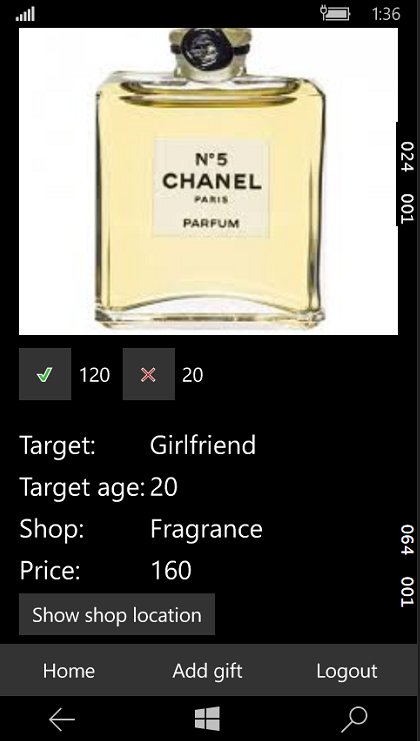 1:36
N°5
CHANEL
PARIS
PARFUM
024 001
120 20
Target: Girlfriend
Target age: 20
Shop: Fragrance
Price: 160
064 001
Show shop location
Home Add gift Logout